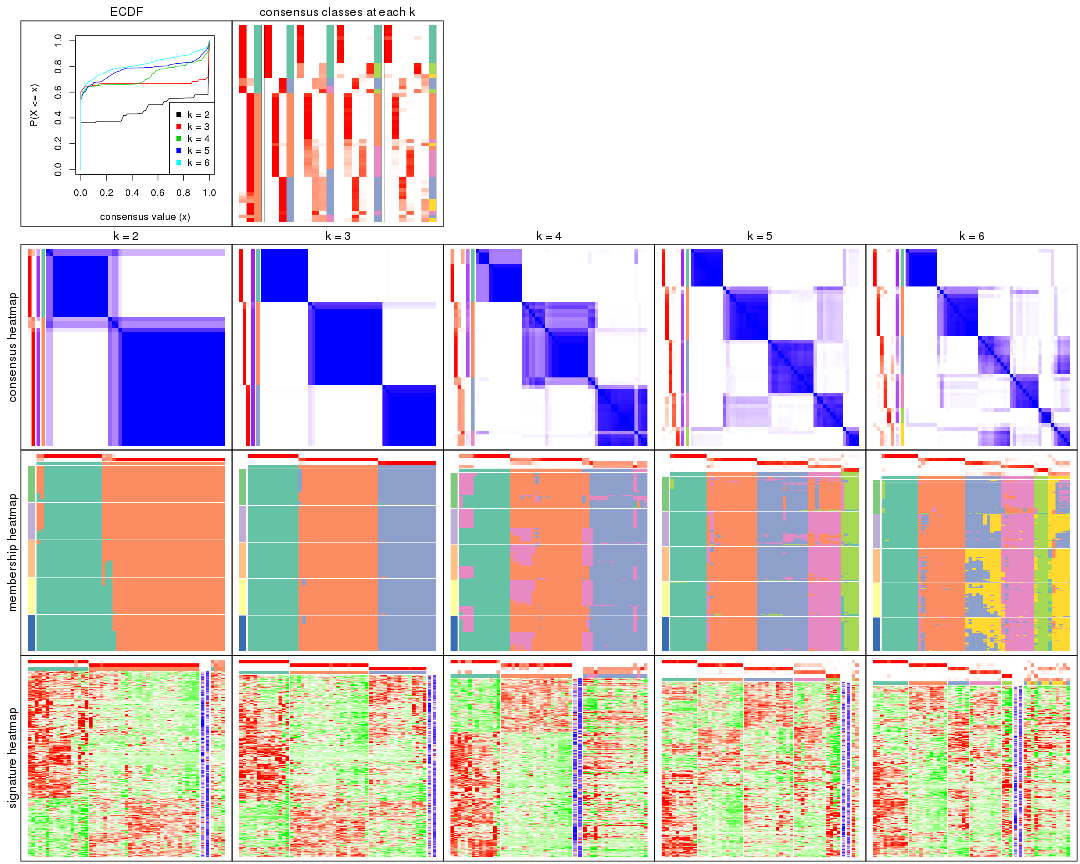 ECDF
consensus classes at each k
P(X <= x)
0.0 0.2 0.4 0.6 0.8 1.0
k = 2
k = 3
k = 4
k = 5
k = 6
0.0 0.2 0.4 0.6 0.8 1.0
consensus value (x)
k = 2
k = 3
k = 4
k = 5
k = 6
consensus heatmap
membership heatmap
signature heatmap